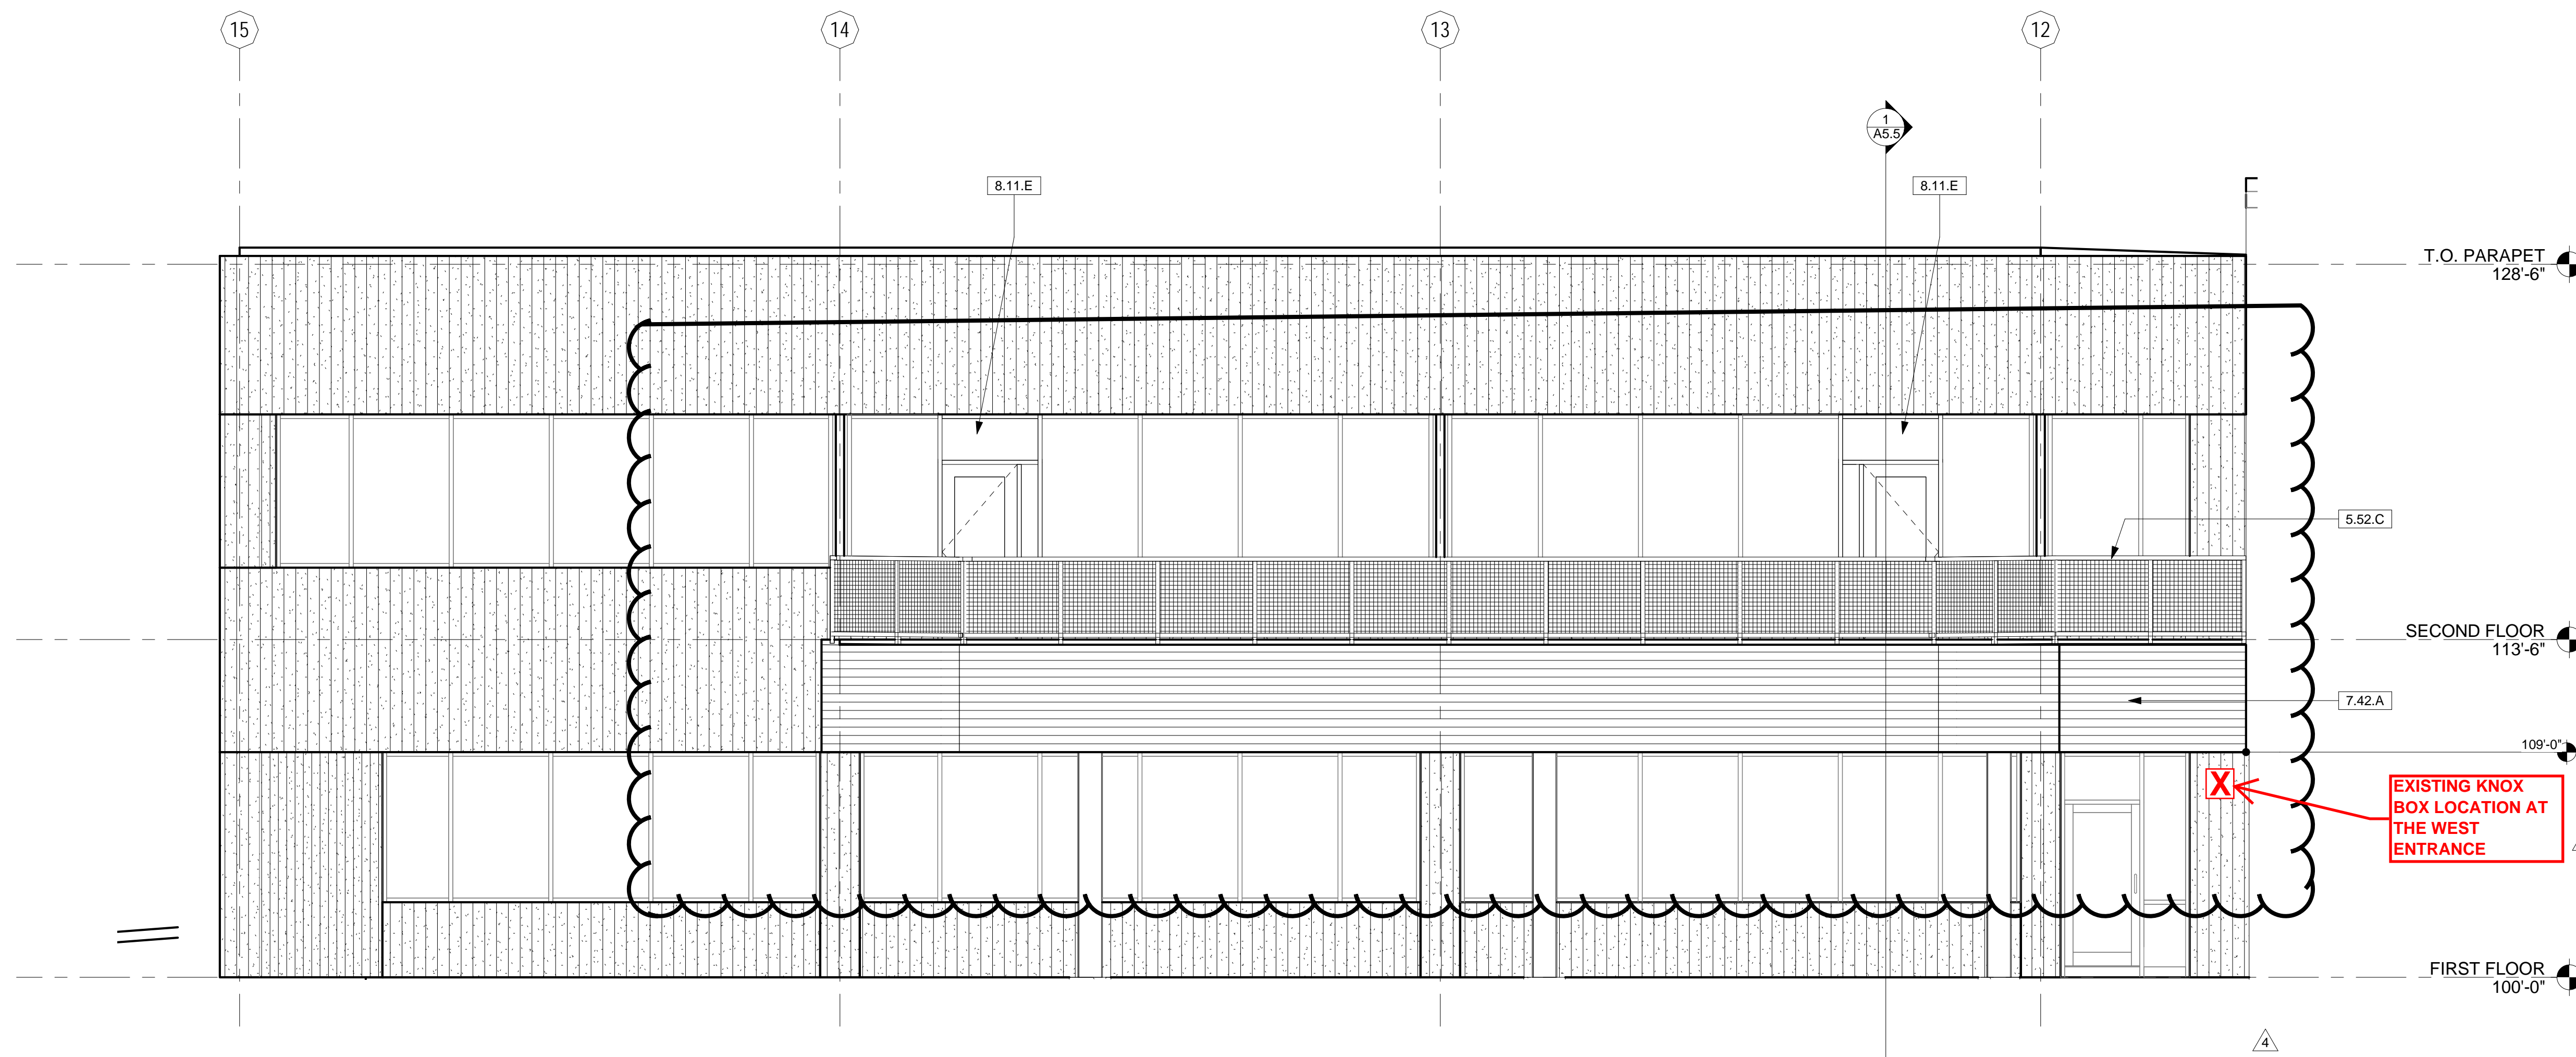 15
14
13
12
1
A5.5
8.11.E
8.11.E
T.O. PARAPET
128'-6"
5.52.C
SECOND FLOOR
113'-6"
7.42.A
109'-0"
X
EXISTING KNOX
BOX LOCATION AT
THE WEST
ENTRANCE
FIRST FLOOR
100'-0"
4